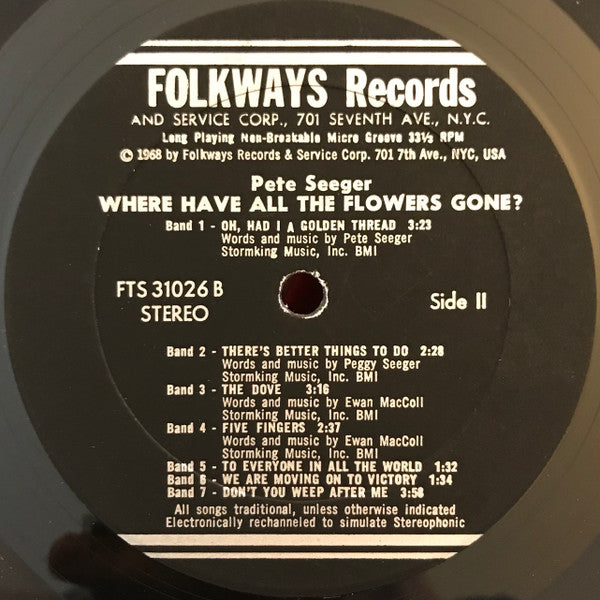 FOLKWAYS Records
AND SERVICE CORP., 701 SEVENTH AVE., N.Y.C.
Long Playing Non-Breakable Micro Groove 33⅓ RPM
© 1968 by Folkways Records & Service Corp. 701 7th Ave., NYC, USA
Pete Seeger
WHERE HAVE ALL THE FLOWERS GONE?
Band 1 - OH, HAD I A GOLDEN THREAD 3:23
Words and music by Pete Seeger
Stormking Music, Inc. BMI
FTS 31026 B
STEREO
Side II
Band 2 - THERE'S BETTER THINGS TO DO 2:28
Words and music by Peggy Seeger
Stormking Music, Inc. BMI
Band 3 - THE DOVE 3:16
Words and music by Ewan MacColl
Stormking Music, Inc. BMI
Band 4 - FIVE FINGERS 2:37
Words and music by Ewan MacColl
Stormking Music, Inc. BMI
Band 5 - TO EVERYONE IN ALL THE WORLD 1:32
Band 6 - WE ARE MOVING ON TO VICTORY 1:34
Band 7 - DON'T YOU WEEP AFTER ME 3:58
All songs traditional, unless otherwise indicated
Electronically rechanneled to simulate Stereophonic